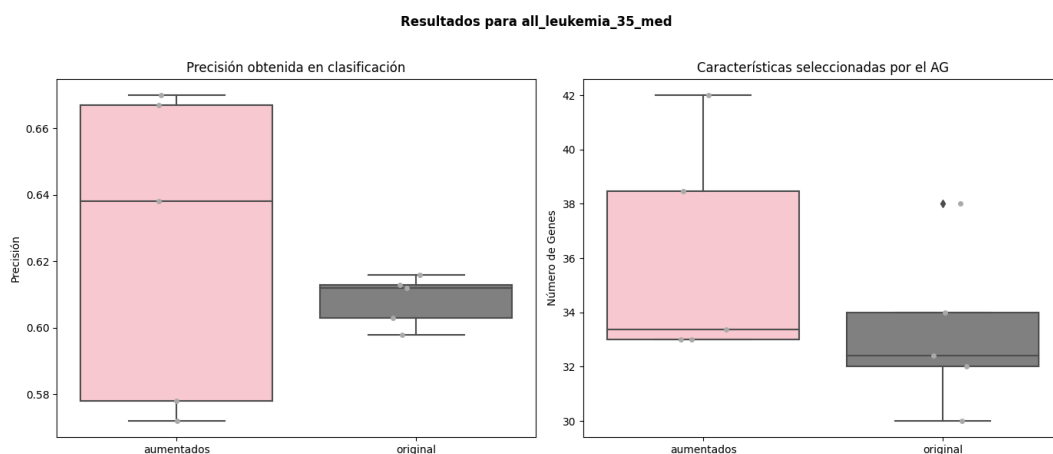 Resultados para all_leukemia_35_med
Precisión obtenida en clasificación
Precisión
0.66
0.64
0.62
0.60
0.58
aumentados original
Características seleccionadas por el AG
Número de Genes
42
40
38
36
34
32
30
aumentados original